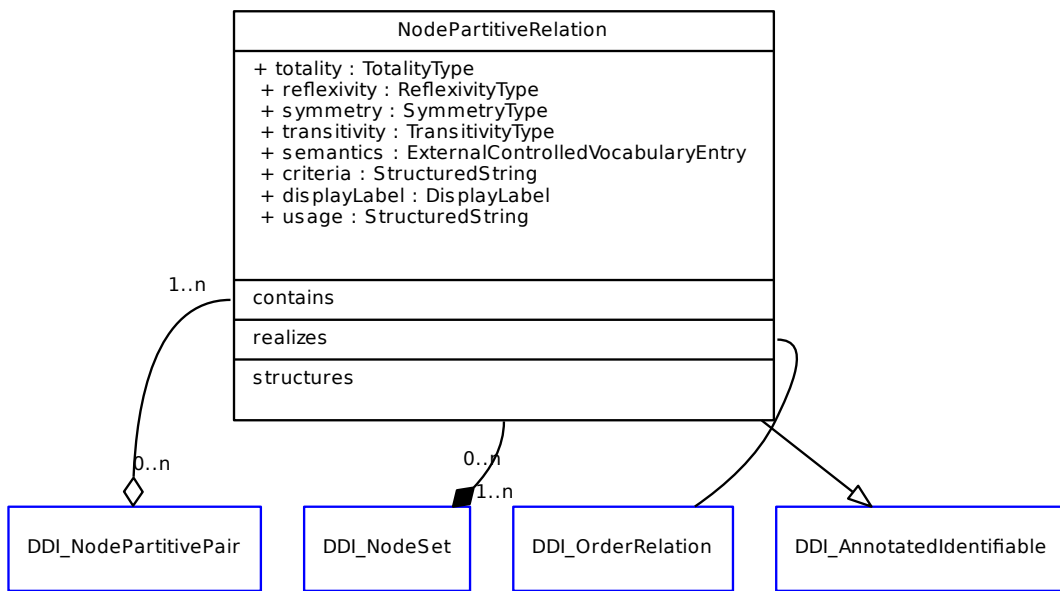 NodePartitiveRelation
+ totality : TotalityType
+ reflexivity : ReflexivityType
+ symmetry : SymmetryType
+ transitivity : TransitivityType
+ semantics : ExternalControlledVocabularyEntry
+ criteria : StructuredString
+ displayLabel : DisplayLabel
+ usage : StructuredString
1..n
contains
realizes
structures
0..n
0..n
1..n
DDI_NodePartitivePair
DDI_NodeSet
DDI_OrderRelation
DDI_AnnotatedIdentifiable